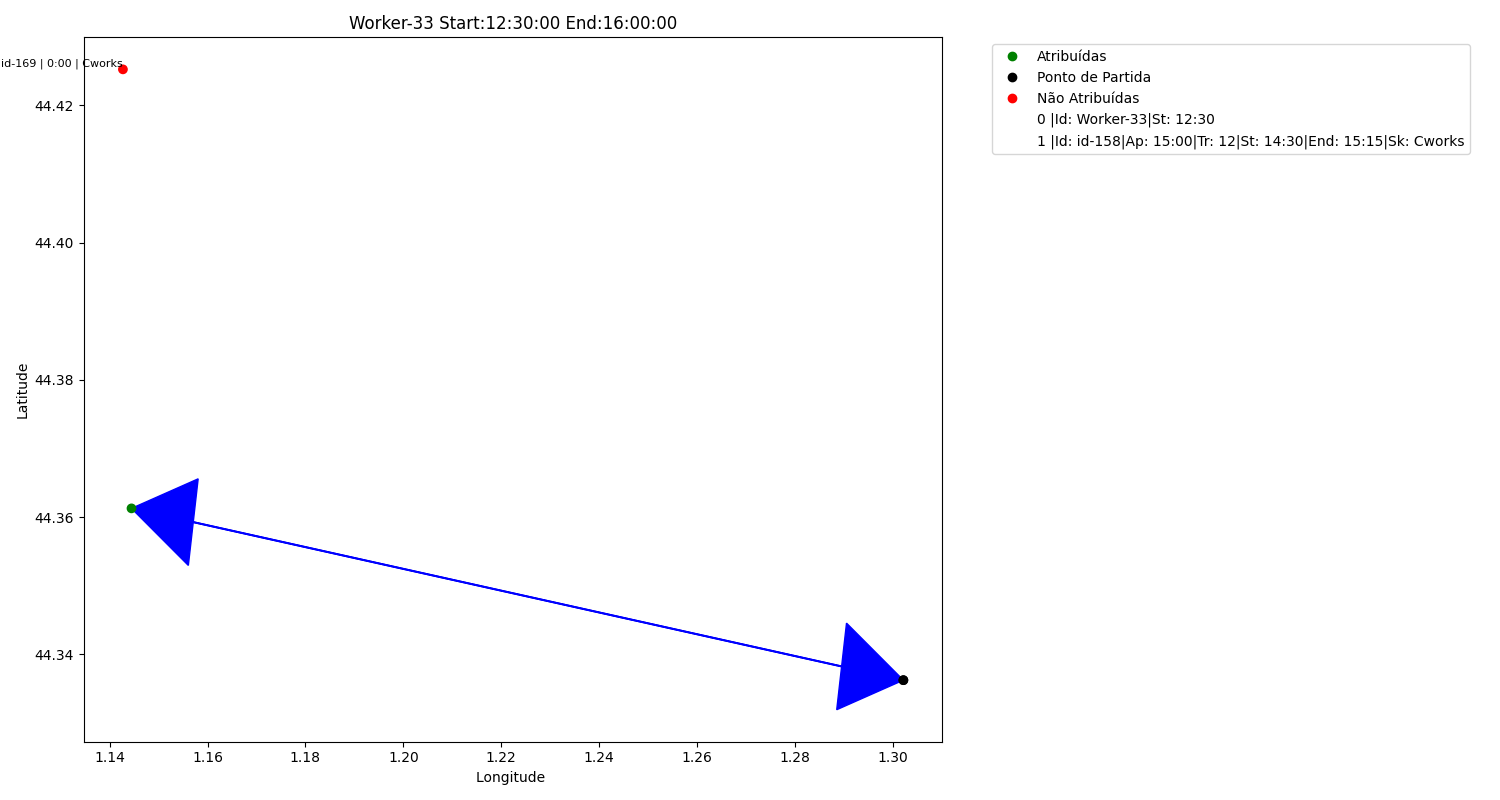 Worker-33 Start:12:30:00 End:16:00:00
id-169 | 0:00 | Cworks
44.42
44.40
44.38
44.36
44.34
Latitude
1.14 1.16 1.18 1.20 1.22 1.24 1.26 1.28 1.30
Longitude
Atribuídas
Ponto de Partida
Não Atribuídas
0 |Id: Worker-33|St: 12:30
1 |Id: id-158|Ap: 15:00|Tr: 12|St: 14:30|End: 15:15|Sk: Cworks